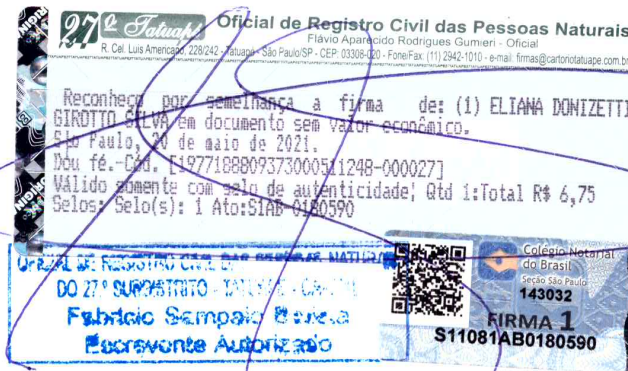 27º Tatuapé Oficial de Registro Civil das Pessoas Naturais
Flávio Aparecido Rodrigues Gumieri - Oficial
R. Cel. Luis Americano, 228/242 - Tatuapé - São Paulo/SP - CEP: 03308-020 - Fone/Fax: (11) 2942-1010 - e-mail: firmas@cartoriotatuape.com.br
Reconheço por semelhança a firma de: (1) ELIANA DONIZETTI
GIROTTO SILVA em documento sem valor econômico.
São Paulo, 20 de maio de 2021.
Dou fé.-Cód. [1977188809373000511248-000027]
Válido somente com selo de autenticidade; Qtd 1:Total R$ 6,75
Selos: Selo(s): 1 Ato:S1AB-0180590
OFICIAL DE REGISTRO CIVIL DAS PESSOAS NATURAIS
DO 27º SUBDISTRITO - TATUAPÉ - CAPITAL
Fabricio Sampaio
Escrevente Autorizado
Colégio Notarial
do Brasil
Seção São Paulo
143032
FIRMA 1
S11081AB0180590